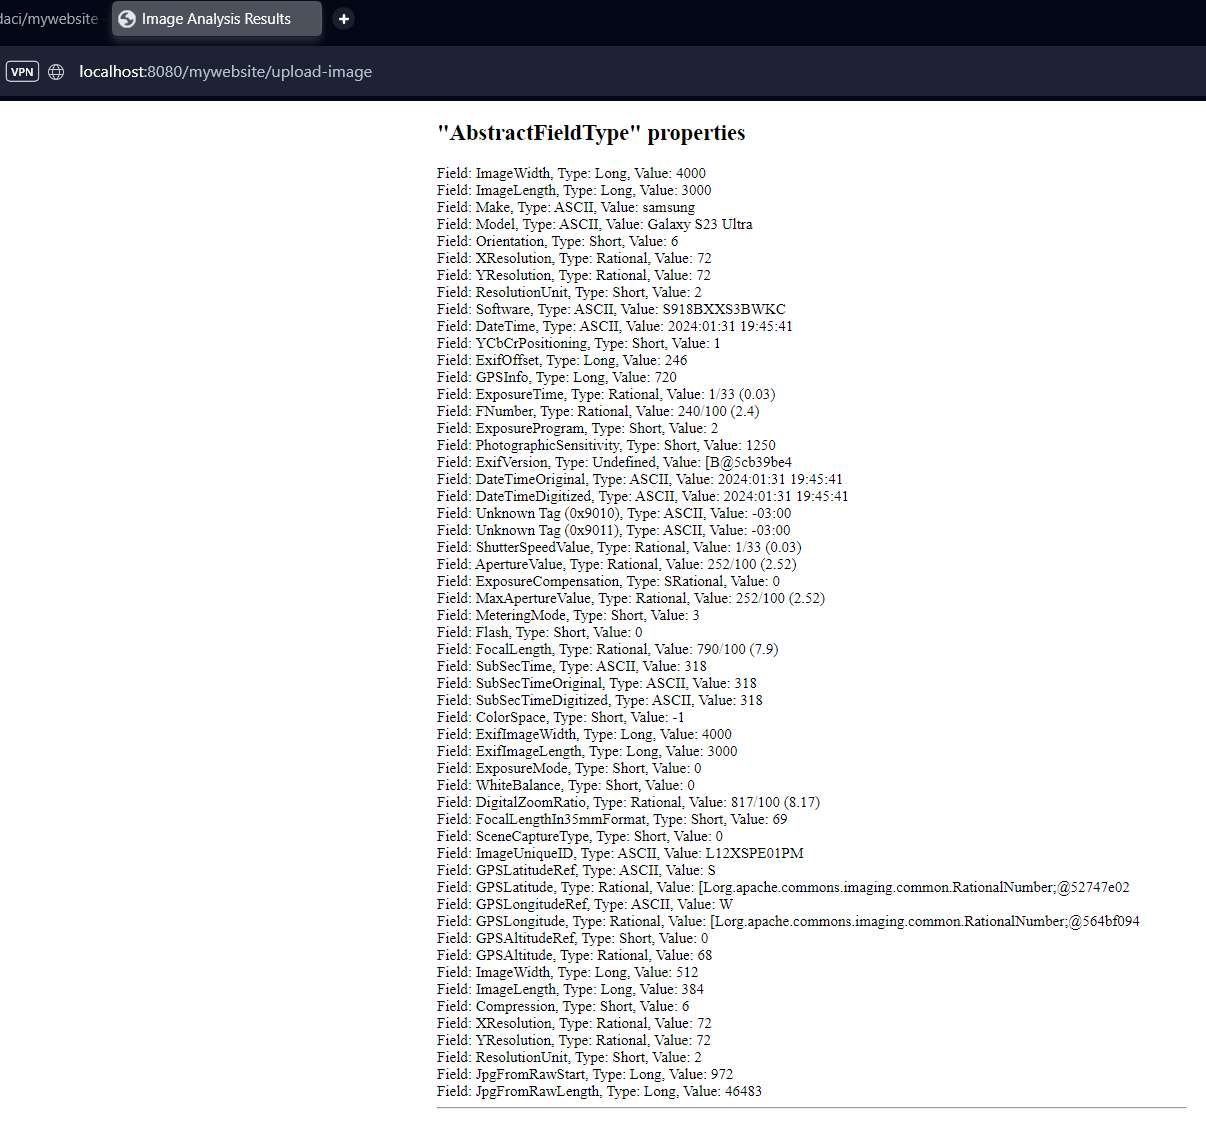 daci/mywebsite
Image Analysis Results
VPN
localhost:8080/mywebsite/upload-image
"AbstractFieldType" properties
Field: ImageWidth, Type: Long, Value: 4000
Field: ImageLength, Type: Long, Value: 3000
Field: Make, Type: ASCII, Value: samsung
Field: Model, Type: ASCII, Value: Galaxy S23 Ultra
Field: Orientation, Type: Short, Value: 6
Field: XResolution, Type: Rational, Value: 72
Field: YResolution, Type: Rational, Value: 72
Field: ResolutionUnit, Type: Short, Value: 2
Field: Software, Type: ASCII, Value: S918BXXS3BWKC
Field: DateTime, Type: ASCII, Value: 2024:01:31 19:45:41
Field: YCbCrPositioning, Type: Short, Value: 1
Field: ExifOffset, Type: Long, Value: 246
Field: GPSInfo, Type: Long, Value: 720
Field: ExposureTime, Type: Rational, Value: 1/33 (0.03)
Field: FNumber, Type: Rational, Value: 240/100 (2.4)
Field: ExposureProgram, Type: Short, Value: 2
Field: PhotographicSensitivity, Type: Short, Value: 1250
Field: ExifVersion, Type: Undefined, Value: [B@5cb39be4
Field: DateTimeOriginal, Type: ASCII, Value: 2024:01:31 19:45:41
Field: DateTimeDigitized, Type: ASCII, Value: 2024:01:31 19:45:41
Field: Unknown Tag (0x9010), Type: ASCII, Value: -03:00
Field: Unknown Tag (0x9011), Type: ASCII, Value: -03:00
Field: ShutterSpeedValue, Type: Rational, Value: 1/33 (0.03)
Field: ApertureValue, Type: Rational, Value: 252/100 (2.52)
Field: ExposureCompensation, Type: SRational, Value: 0
Field: MaxApertureValue, Type: Rational, Value: 252/100 (2.52)
Field: MeteringMode, Type: Short, Value: 3
Field: Flash, Type: Short, Value: 0
Field: FocalLength, Type: Rational, Value: 790/100 (7.9)
Field: SubSecTime, Type: ASCII, Value: 318
Field: SubSecTimeOriginal, Type: ASCII, Value: 318
Field: SubSecTimeDigitized, Type: ASCII, Value: 318
Field: ColorSpace, Type: Short, Value: -1
Field: ExifImageWidth, Type: Long, Value: 4000
Field: ExifImageLength, Type: Long, Value: 3000
Field: ExposureMode, Type: Short, Value: 0
Field: WhiteBalance, Type: Short, Value: 0
Field: DigitalZoomRatio, Type: Rational, Value: 817/100 (8.17)
Field: FocalLengthIn35mmFormat, Type: Short, Value: 69
Field: SceneCaptureType, Type: Short, Value: 0
Field: ImageUniqueID, Type: ASCII, Value: L12XSPE01PM
Field: GPSLatitudeRef, Type: ASCII, Value: S
Field: GPSLatitude, Type: Rational, Value: [Lorg.apache.commons.imaging.common.RationalNumber;@52747e02
Field: GPSLongitudeRef, Type: ASCII, Value: W
Field: GPSLongitude, Type: Rational, Value: [Lorg.apache.commons.imaging.common.RationalNumber;@564bf094
Field: GPSAltitudeRef, Type: Short, Value: 0
Field: GPSAltitude, Type: Rational, Value: 68
Field: ImageWidth, Type: Long, Value: 512
Field: ImageLength, Type: Long, Value: 384
Field: Compression, Type: Short, Value: 6
Field: XResolution, Type: Rational, Value: 72
Field: YResolution, Type: Rational, Value: 72
Field: ResolutionUnit, Type: Short, Value: 2
Field: JpgFromRawStart, Type: Long, Value: 972
Field: JpgFromRawLength, Type: Long, Value: 46483